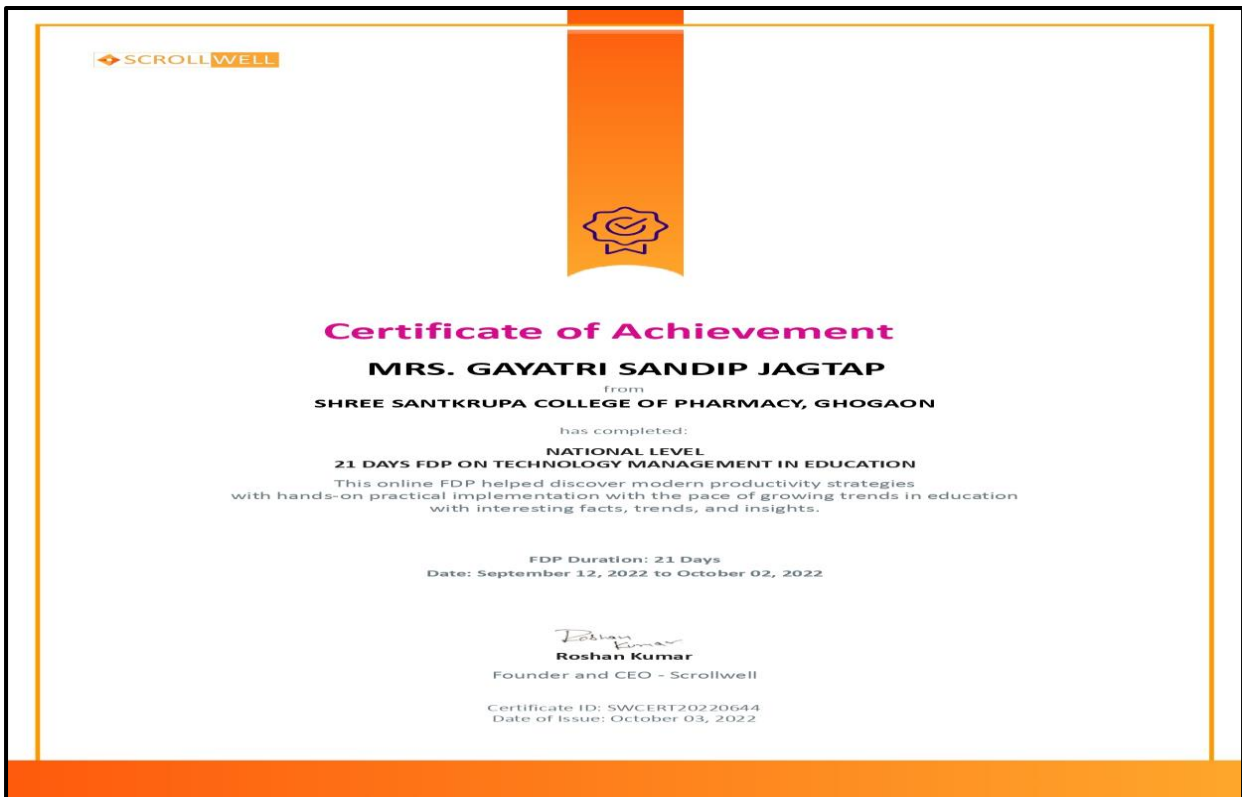 SCROLLWELL
Certificate of Achievement
MRS. GAYATRI SANDIP JAGTAP
from
SHREE SANTKRUPA COLLEGE OF PHARMACY, GHOGAON
has completed:
NATIONAL LEVEL
21 DAYS FDP ON TECHNOLOGY MANAGEMENT IN EDUCATION
This online FDP helped discover modern productivity strategies
with hands-on practical implementation with the pace of growing trends in education
with interesting facts, trends, and insights.
FDP Duration: 21 Days
Date: September 12, 2022 to October 02, 2022
Roshan
Kumar
Roshan Kumar
Founder and CEO - Scrollwell
Certificate ID: SWCERT20220644
Date of Issue: October 03, 2022